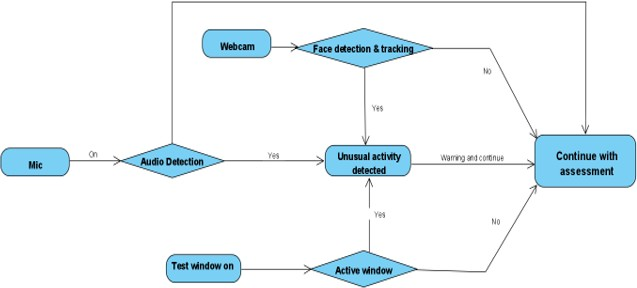 Webcam
Face detection & tracking
No
Yes
Mic
On
Audio Detection
Yes
Unusual activity
detected
Warning and continue
Continue with
assessment
Yes
No
Test window on
Active window